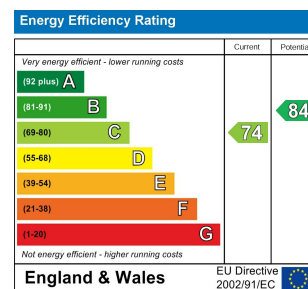 Energy Efficiency Rating
Current Potentia
Very energy efficient - lower running costs
(92 plus) A
(81-91) B
84
(69-80) C
74
(55-68) D
(39-54) E
(21-38) F
(1-20) G
Not energy efficient - higher running costs
England & Wales
EU Directive
2002/91/EC